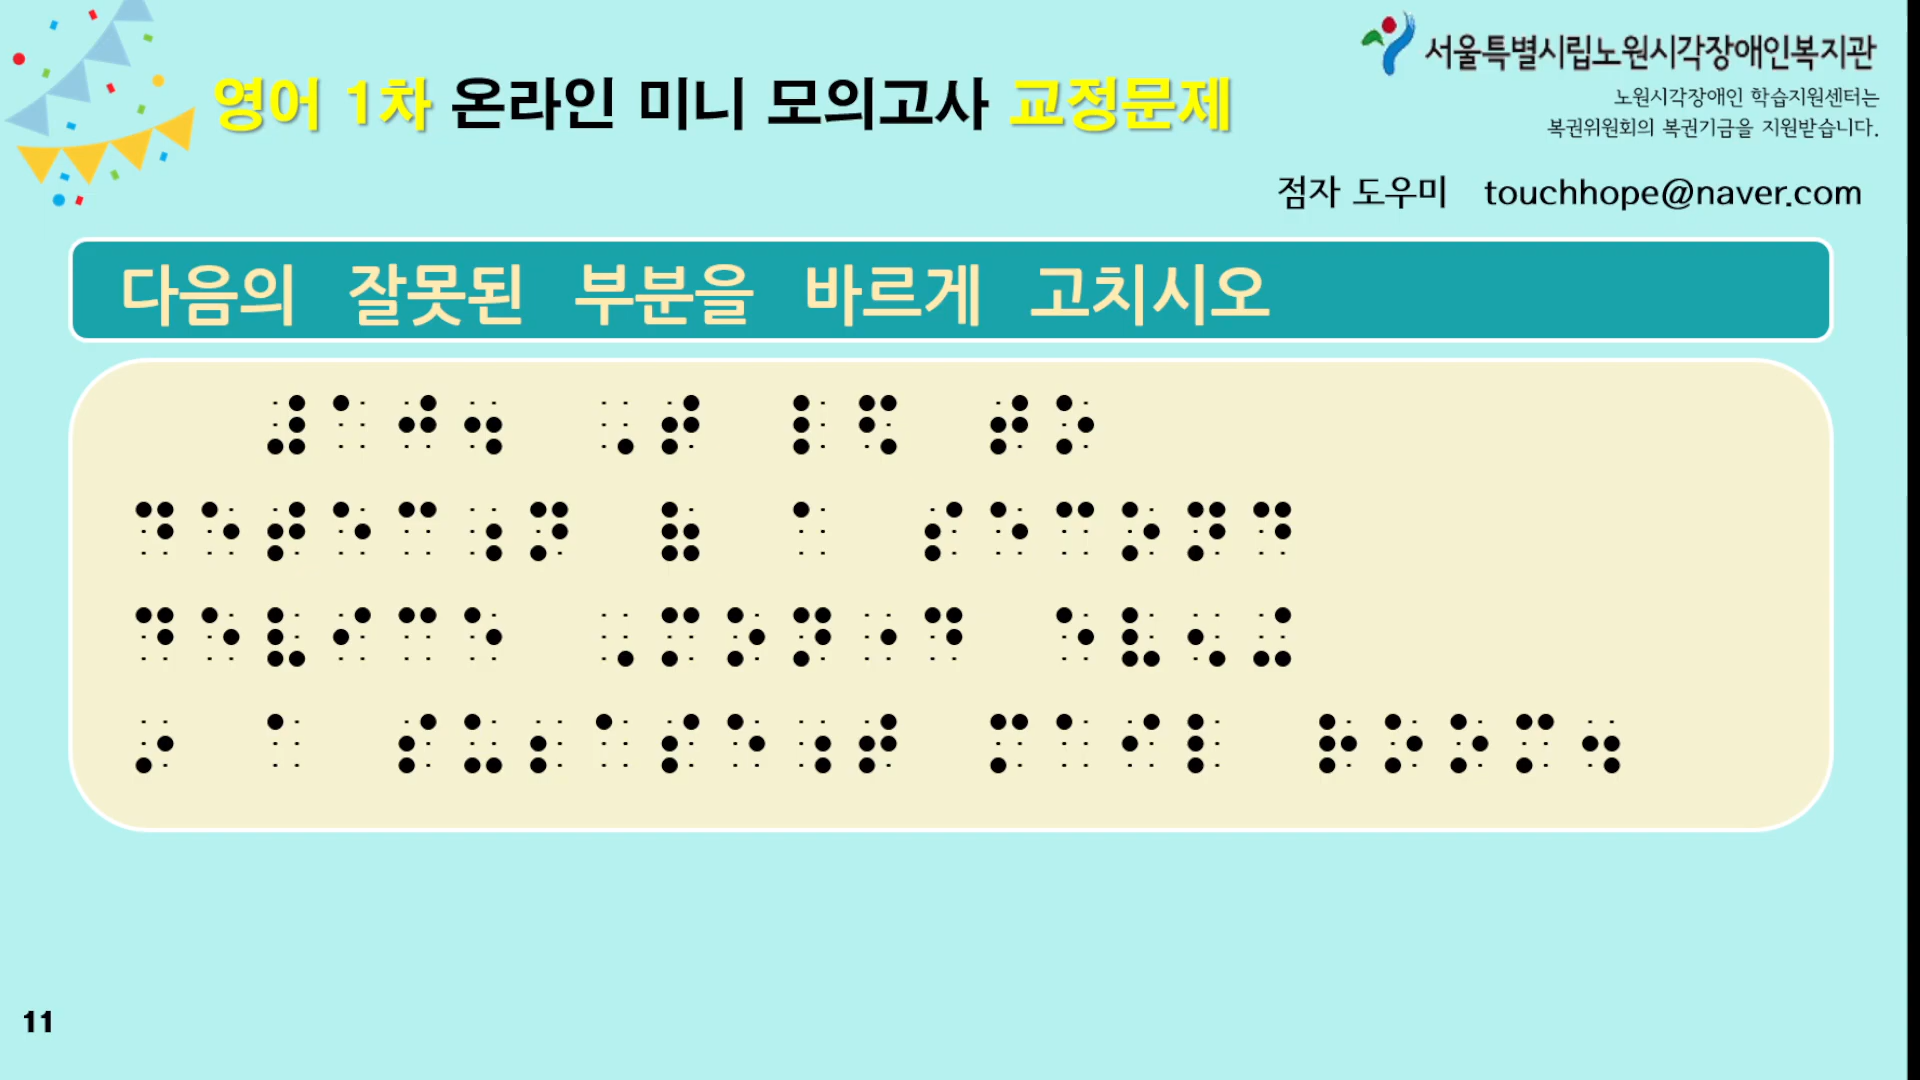 영어 1차 온라인 미니 모의고사 교정문제
서울특별시립노원시각장애인복지관
노원시각장애인 학습지원센터는
복권위원회의 복권기금을 지원받습니다.
점자 도우미 touchhope@naver.com
다음의 잘못된 부분을 바르게 고치시오
⠼⠁⠚⠲ ⠠⠞ ⠇⠫ ⠞⠕
⠙⠑⠞⠑⠉⠰⠝ ⠷ ⠁ ⠎⠑⠉⠕⠝⠙
⠙⠑⠧⠊⠉⠑ ⠠⠍⠕⠝⠐⠙ ⠑⠧⠢⠬
⠔ ⠁ ⠎⠥⠆⠁⠎⠑⠰⠞ ⠍⠁⠊⠇ ⠗⠕⠕⠍⠲
11